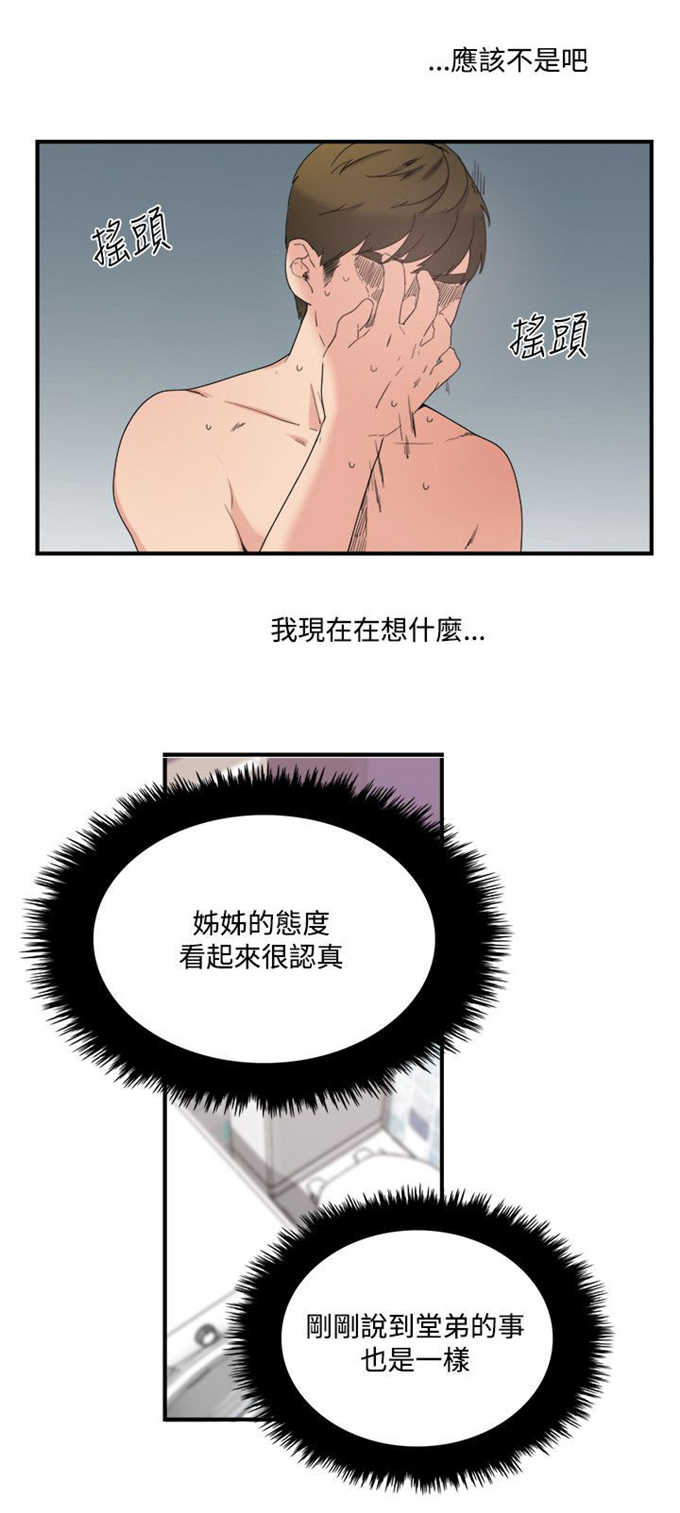 ...應該不是吧
搖頭
搖頭
我現在在想什麼...
姊姊的態度
看起來很認真
剛剛說到堂弟的事
也是一樣